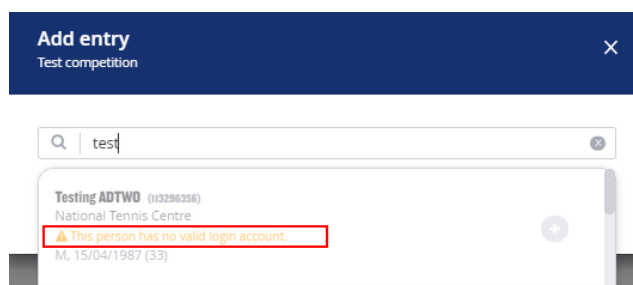 Add entry
Test competition
test
Testing ADTWO (113296356)
National Tennis Centre
This person has no valid login account.
M, 15/04/1987 (33)